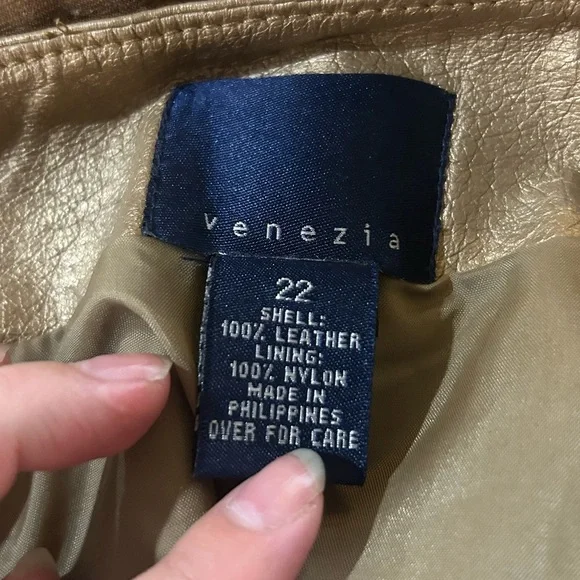 venezia
22
SHELL:
100% LEATHER
LINING:
100% NYLON
MADE IN
PHILIPPINES
OVER FOR CARE